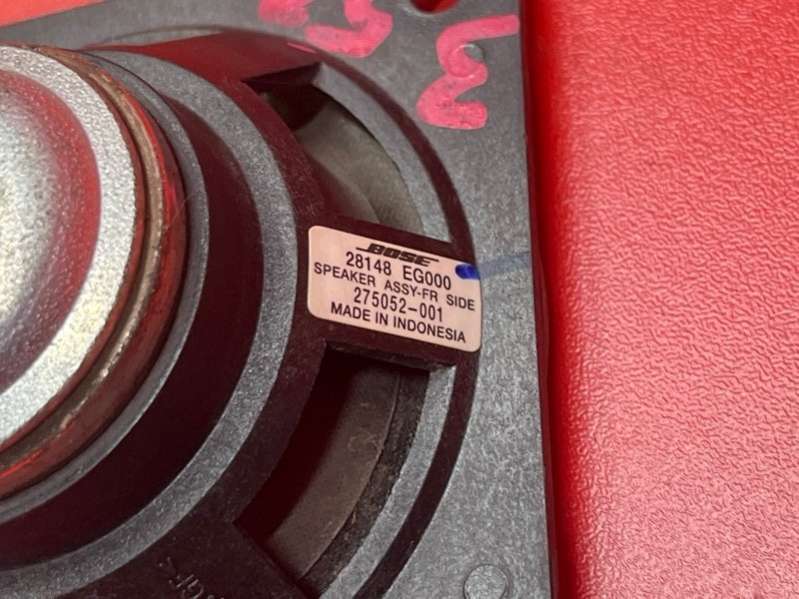 BOSE
28148 EG000
SPEAKER ASSY-FR SIDE
275052-001
MADE IN INDONESIA